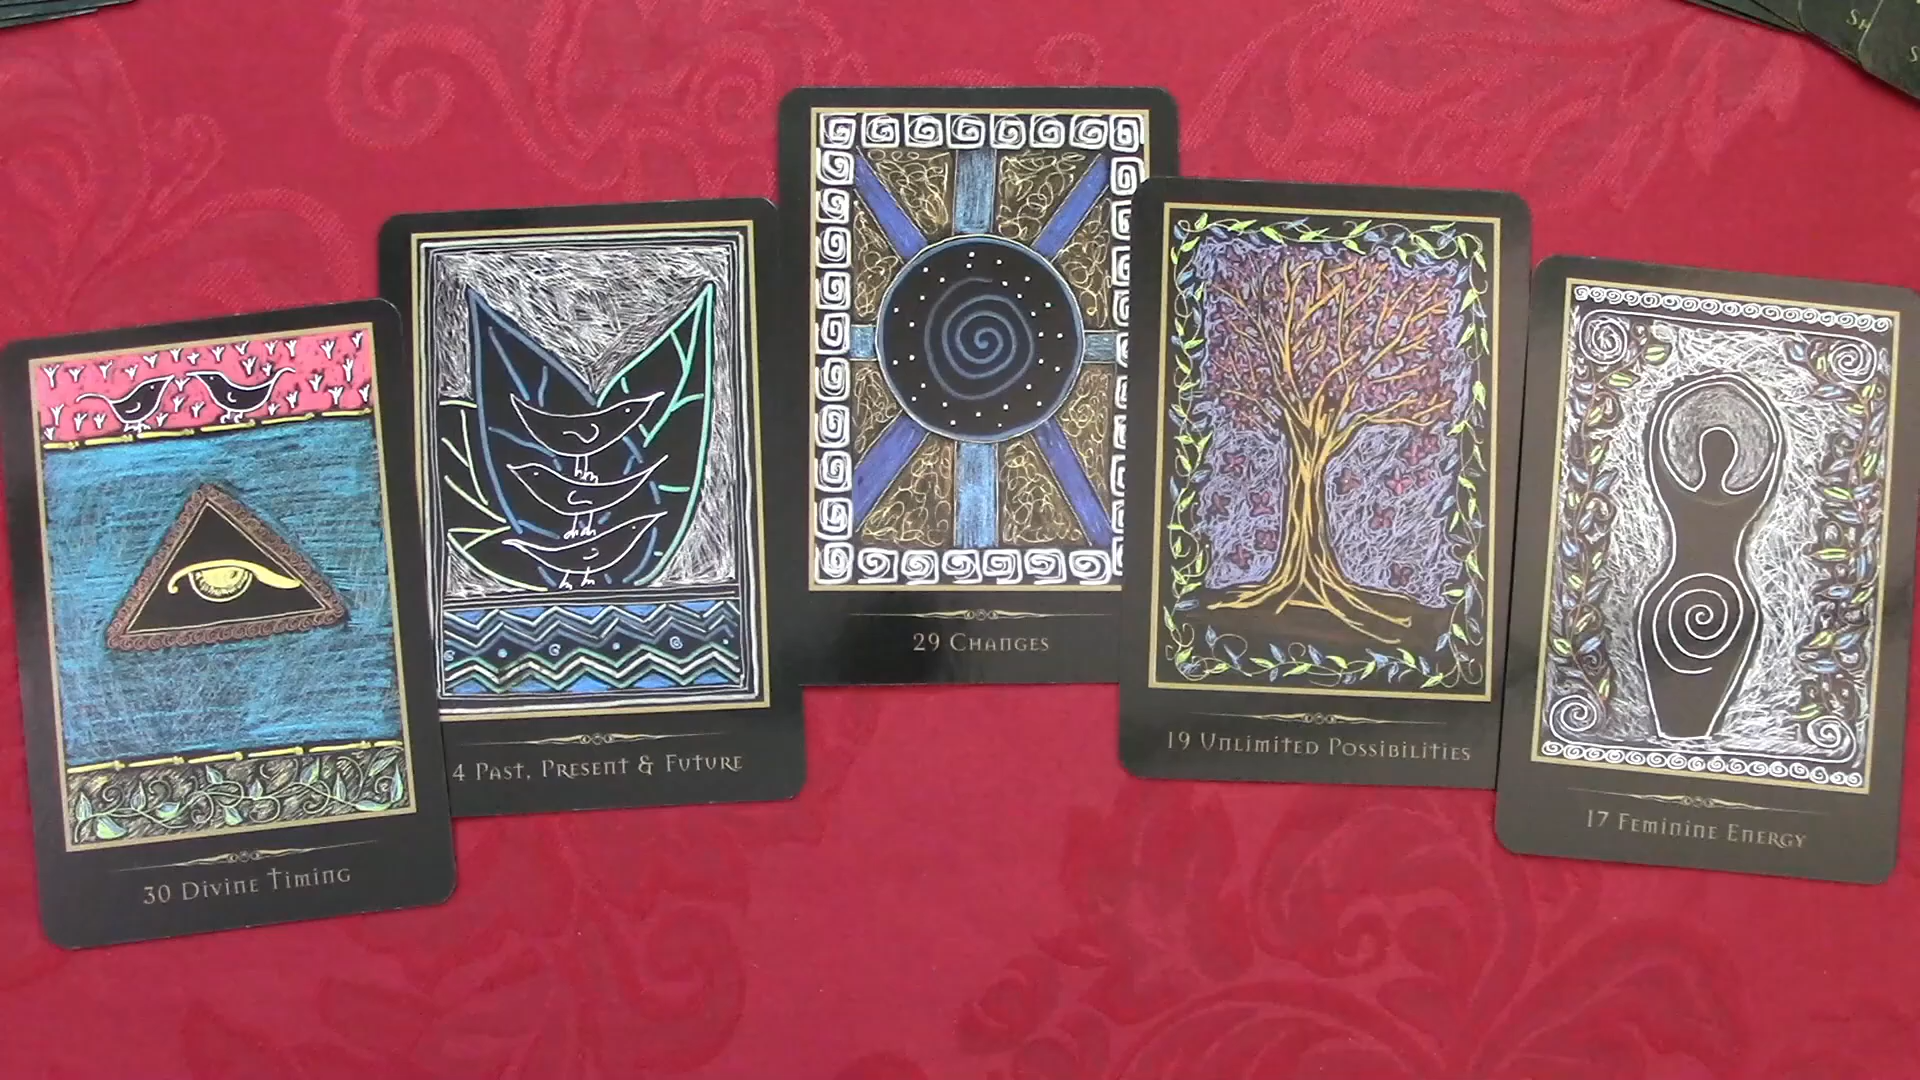 30 Divine Timing
4 Past, Present & Future
29 Changes
19 Unlimited Possibilities
17 Feminine Energy